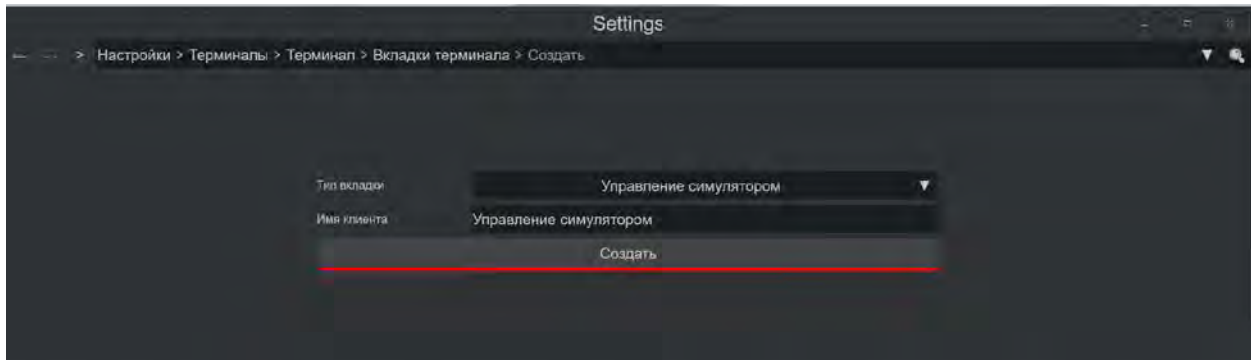 Settings
> Настройки > Терминалы > Терминал > Вкладки терминала > Создать
Тип вкладки Управление симулятором
Имя клиента Управление симулятором
Создать